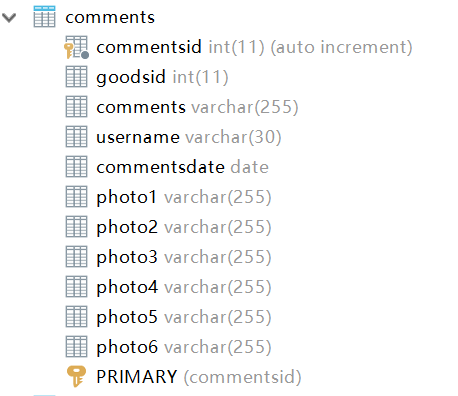 comments
commentsid int(11) (auto increment)
goodsid int(11)
comments varchar(255)
username varchar(30)
commentsdate date
photo1 varchar(255)
photo2 varchar(255)
photo3 varchar(255)
photo4 varchar(255)
photo5 varchar(255)
photo6 varchar(255)
PRIMARY (commentsid)